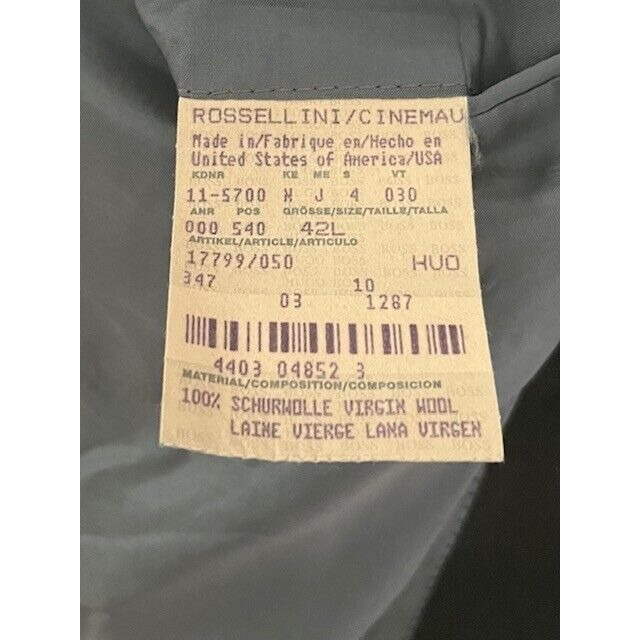 ROSSELLINI/CINEMAU
Made in/Fabrique en/Hecho en
United States of America/USA
KDNR KE ME S VT
11-5700 N J 4 030
ANR POS GRÖSSE/SIZE/TAILLE/TALLA
000 540 42L
ARTIKEL/ARTICLE/ARTICULO
17799/050 HVO
347 10
03 1287
4403 04852 3
MATERIAL/COMPOSITION/COMPOSICION
100% SCHURWOLLE VIRGIN WOOL
LAINE VIERGE LANA VIRGEN